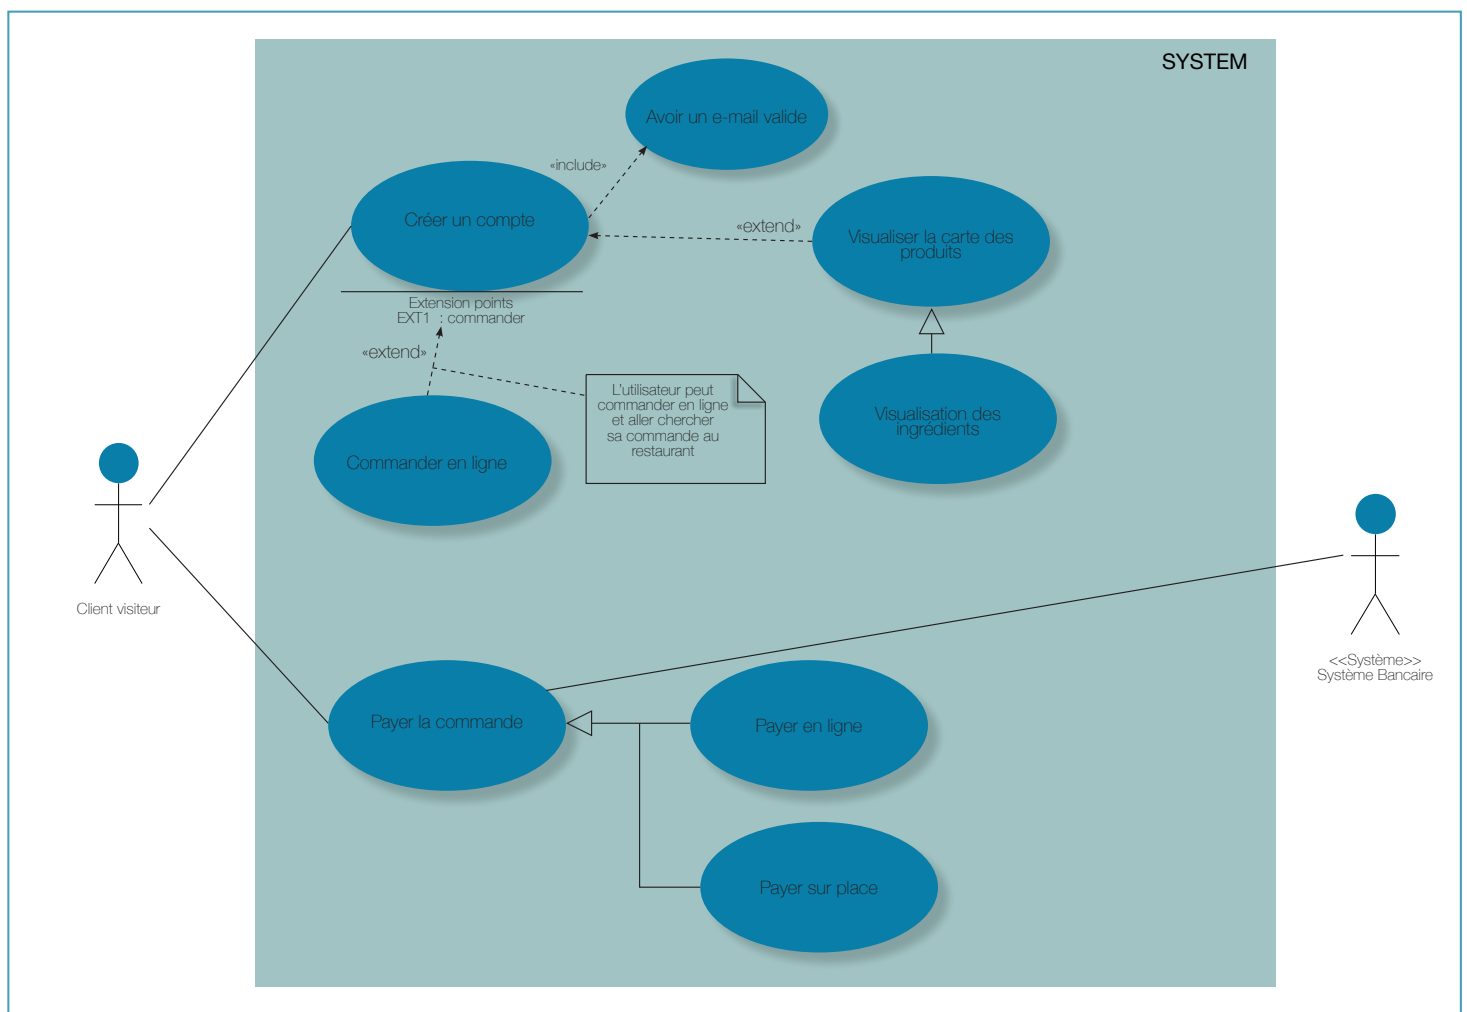 SYSTEM
Avoir un e-mail valide
«include»
Créer un compte
«extend»
Visualiser la carte des
produits
Extension points
EXT1 : commander
«extend»
L'utilisateur peut
commander en ligne
et aller chercher
sa commande au
restaurant
Visualisation des
ingrédients
Commander en ligne
Client visiteur
<<Système>>
Système Bancaire
Payer la commande
Payer en ligne
Payer sur place